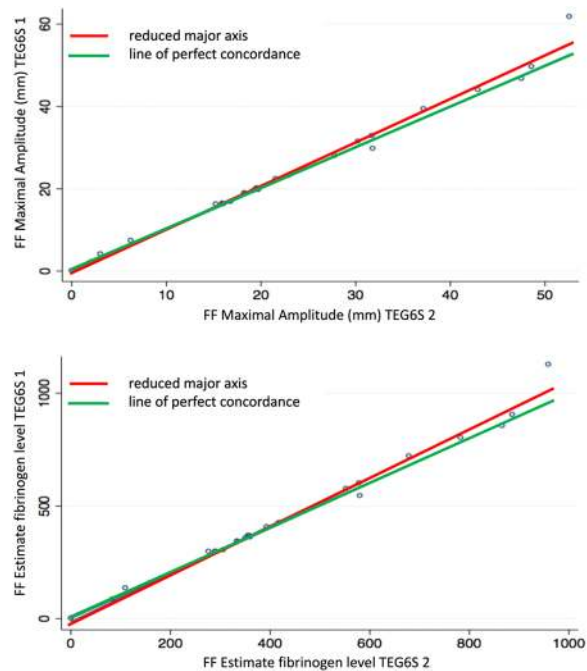 reduced major axis
line of perfect concordance
FF Maximal Amplitude (mm) TEG6S 1
60
40
20
0
0 10 20 30 40 50
FF Maximal Amplitude (mm) TEG6S 2
reduced major axis
line of perfect concordance
FF Estimate fibrinogen level TEG6S 1
1000
500
0
0 200 400 600 800 1000
FF Estimate fibrinogen level TEG6S 2